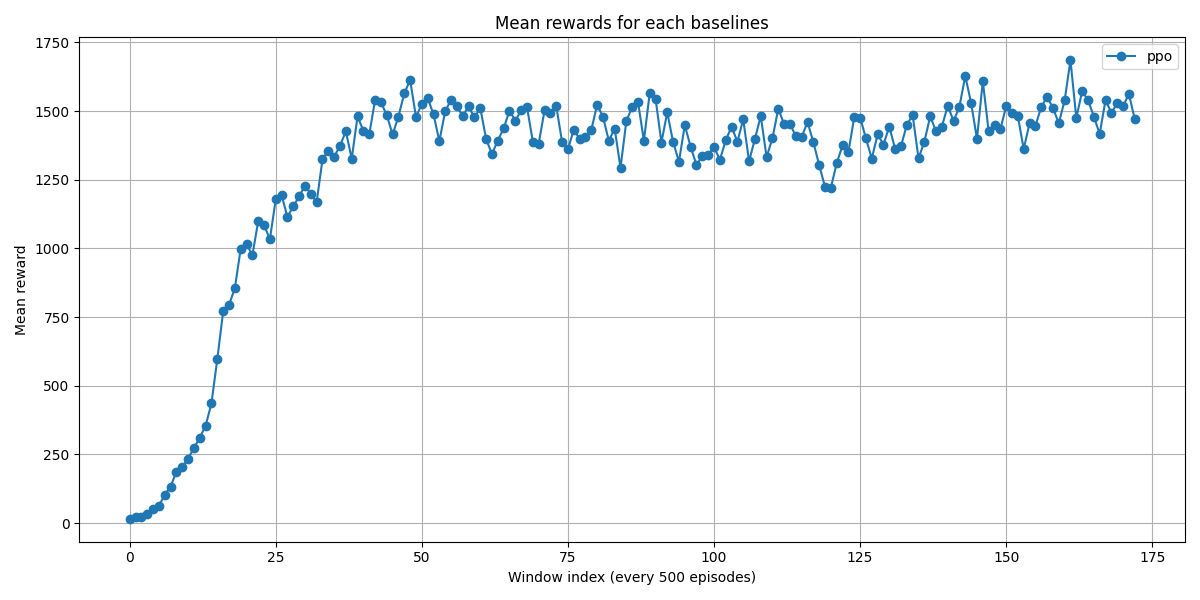 Mean rewards for each baselines
ppo
Mean reward
1750
1500
1250
1000
750
500
250
0
0 25 50 75 100 125 150 175
Window index (every 500 episodes)